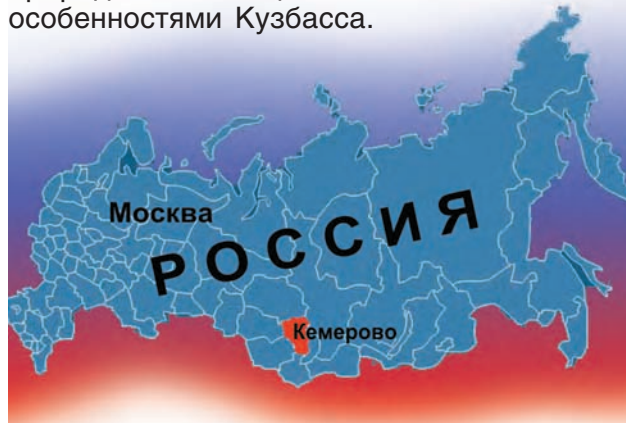 особенностями Кузбасса.
Москва
РОССИЯ
Кемерово